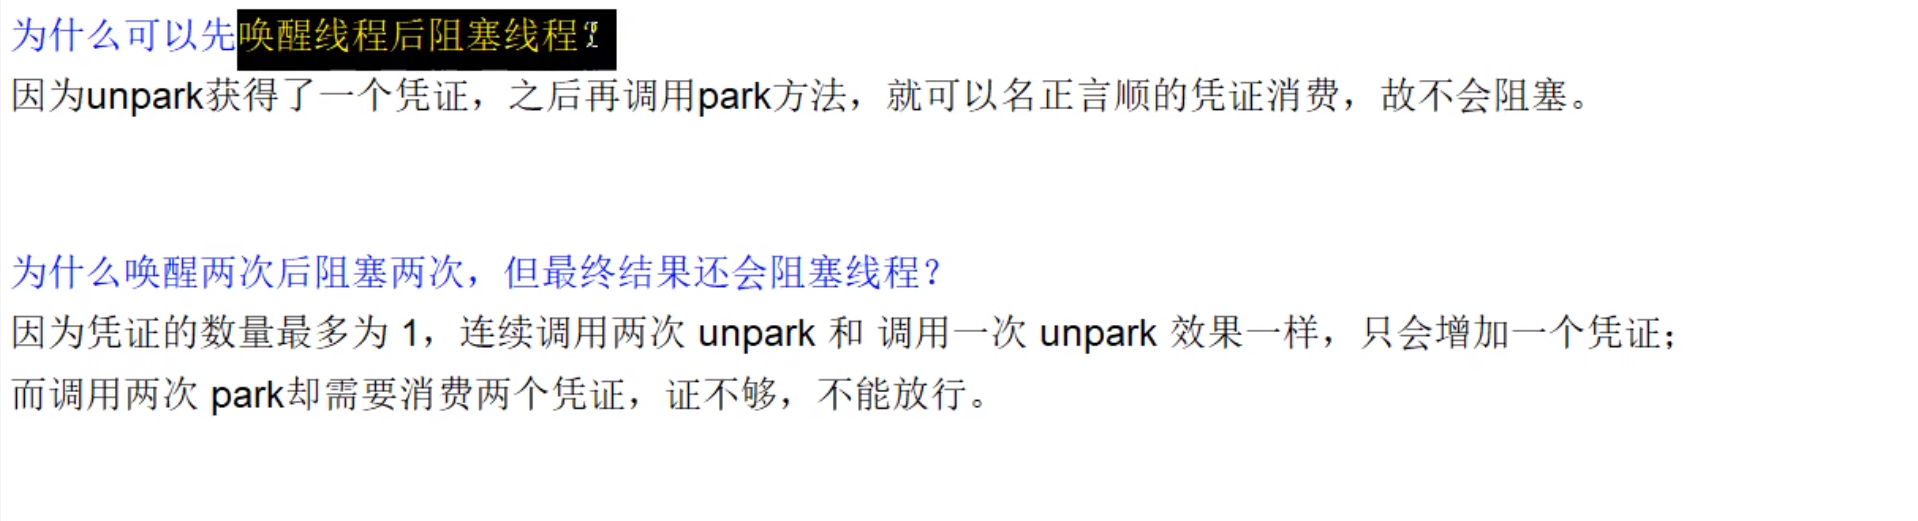 为什么可以先唤醒线程后阻塞线程？
因为unpark获得了一个凭证，之后再调用park方法，就可以名正言顺的凭证消费，故不会阻塞。
为什么唤醒两次后阻塞两次，但最终结果还会阻塞线程？
因为凭证的数量最多为 1，连续调用两次 unpark 和 调用一次 unpark 效果一样，只会增加一个凭证；
而调用两次 park却需要消费两个凭证，证不够，不能放行。